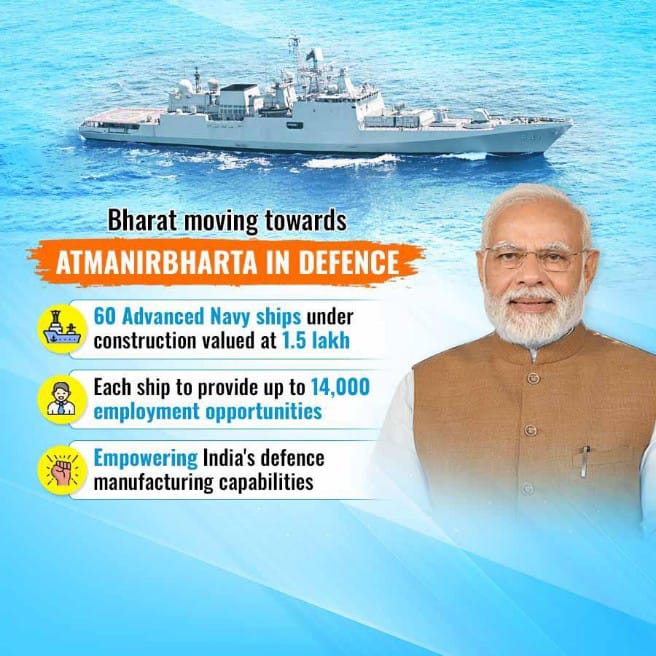 Bharat moving towards
ATMANIRBHARTA IN DEFENCE
60 Advanced Navy ships under
construction valued at 1.5 lakh
Each ship to provide up to 14,000
employment opportunities
Empowering India's defence
manufacturing capabilities